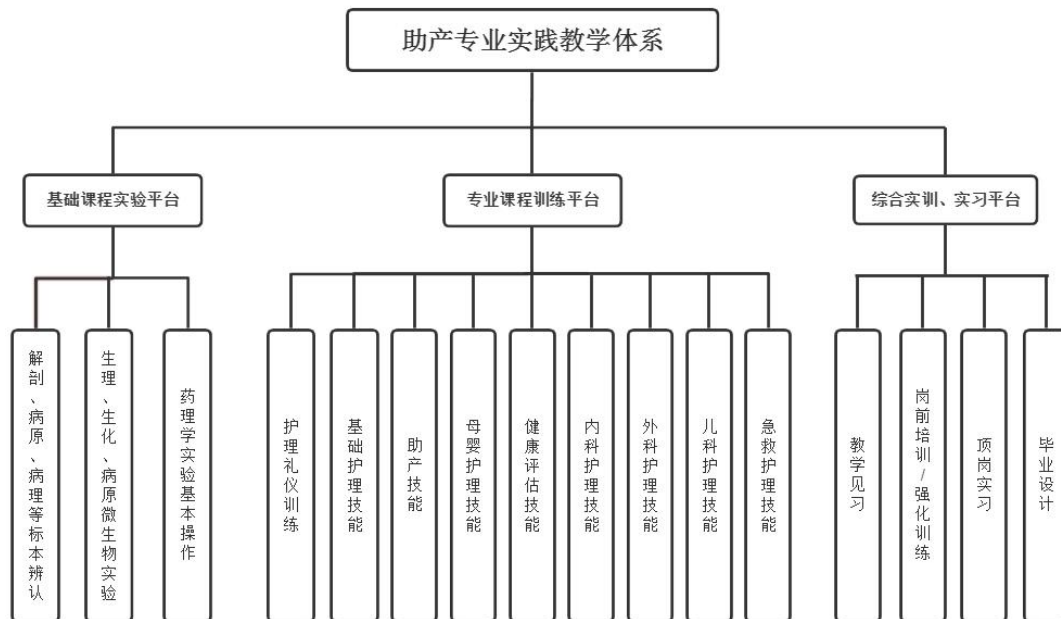 助产专业实践教学体系
基础课程实验平台
专业课程训练平台
综合实训、实习平台
解剖、病原、病理等标本辨认
生理、生化、病原微生物实验
药理学实验基本操作
护理礼仪训练
基础护理技能
助产技能
母婴护理技能
健康评估技能
内科护理技能
外科护理技能
儿科护理技能
急救护理技能
教学见习
岗前培训/强化训练
顶岗实习
毕业设计